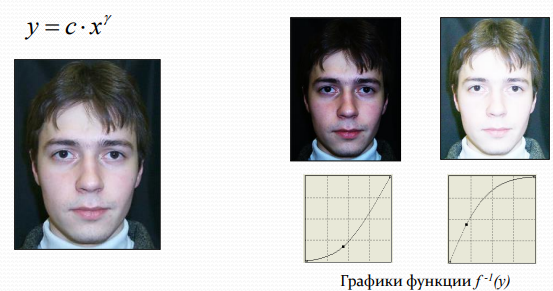 y = c · x^γ
Графики функции f⁻¹(y)